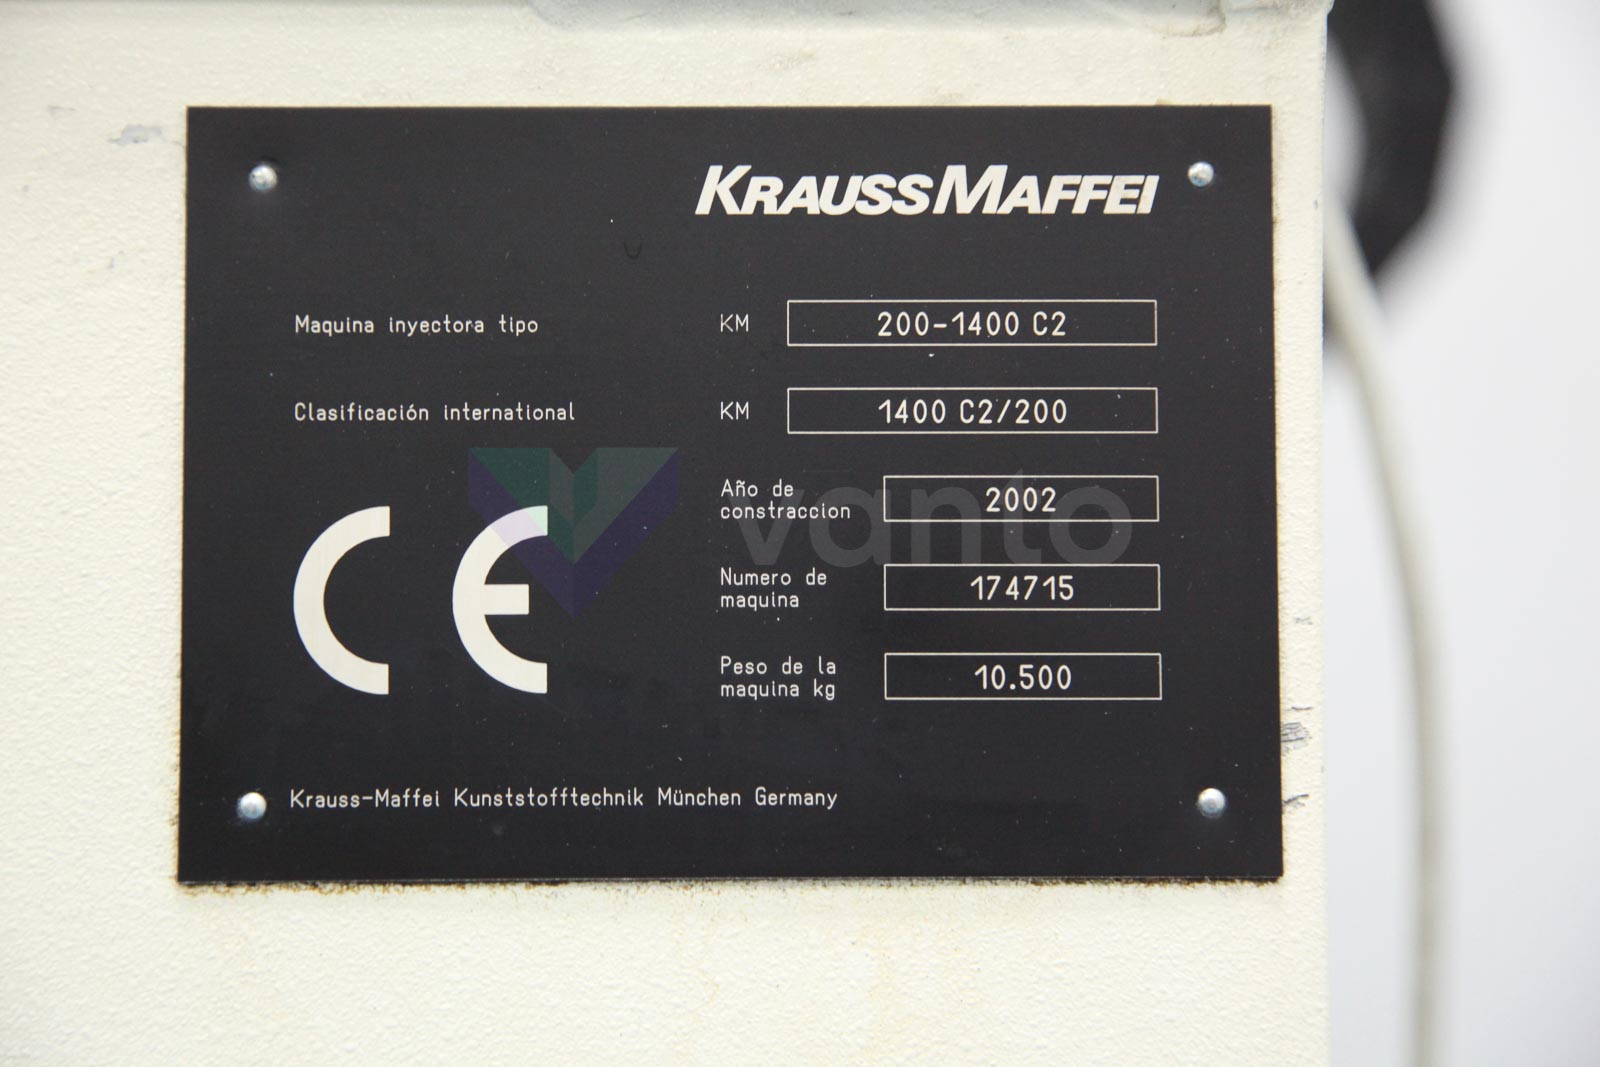 KRAUSSMAFFEI
Maquina inyectora tipo KM 200-1400 C2
Clasificación international KM 1400 C2/200
Año de
constraccion 2002
Numero de
maquina 174715
Peso de la
maquina kg 10.500
CE
Krauss-Maffei Kunststofftechnik München Germany
vanto